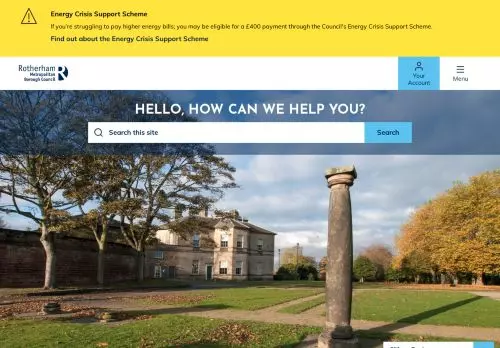 Energy Crisis Support Scheme
If you're struggling to pay higher energy bills; you may be eligible for a £400 payment through the Council's Energy Crisis Support Scheme.
Find out about the Energy Crisis Support Scheme
Rotherham
Metropolitan
Borough Council
Your
Account
Menu
HELLO, HOW CAN WE HELP YOU?
Search this site
Search